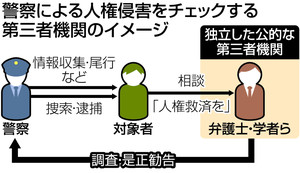 警察による人権侵害をチェックする
第三者機関のイメージ
独立した公的な
第三者機関
情報収集・尾行
など
捜索・逮捕
相談
「人権救済を」
警察
対象者
弁護士・学者ら
調査・是正勧告